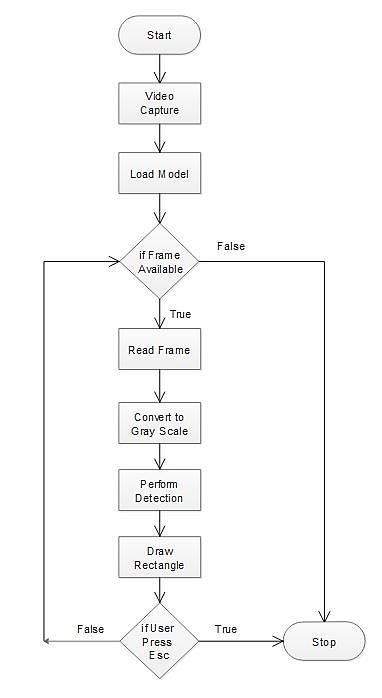 Start
Video
Capture
Load Model
if Frame
Available
False
True
Read Frame
Convert to
Gray Scale
Perform
Detection
Draw
Rectangle
if User
Press
Esc
False
True
Stop